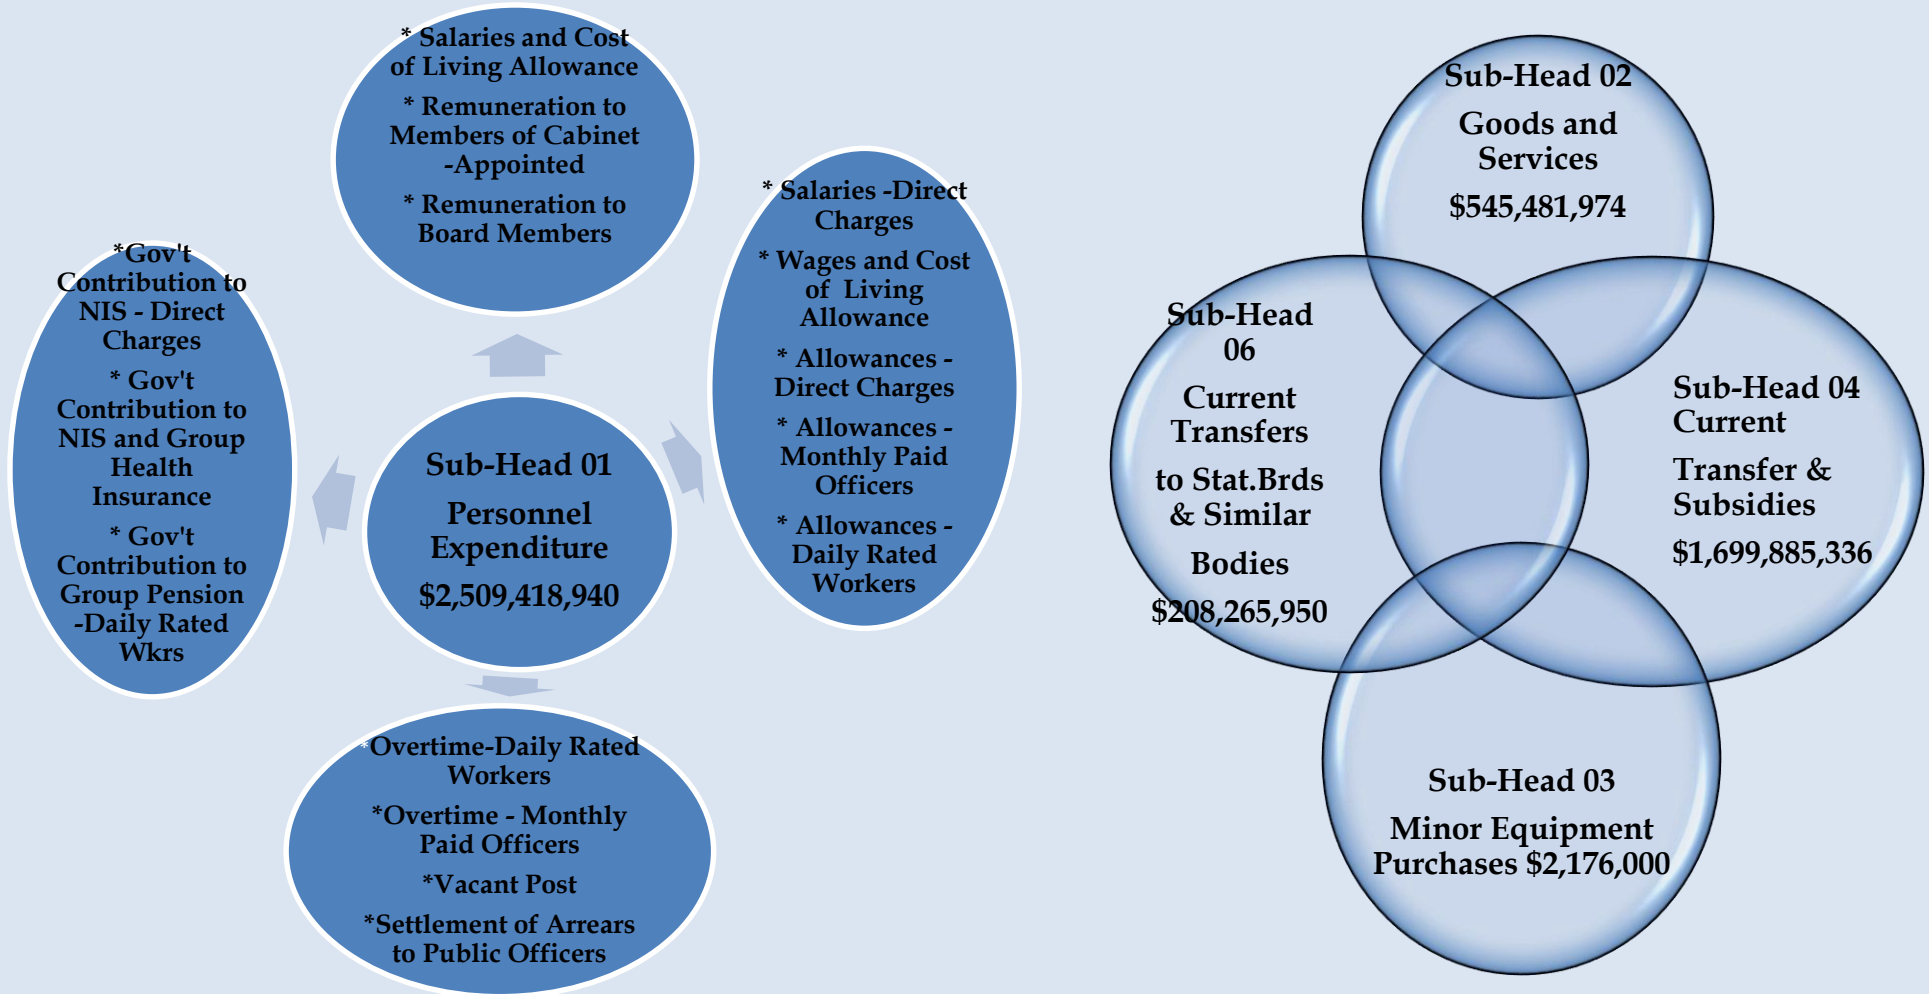 * Salaries and Cost
of Living Allowance
* Remuneration to
Members of Cabinet
-Appointed
* Remuneration to
Board Members
* Salaries -Direct
Charges
* Wages and Cost
of Living
Allowance
* Allowances -
Direct Charges
* Allowances -
Monthly Paid
Officers
* Allowances -
Daily Rated
Workers
*Gov't
Contribution to
NIS - Direct
Charges
* Gov't
Contribution to
NIS and Group
Health
Insurance
* Gov't
Contribution to
Group Pension
-Daily Rated
Wkrs
Sub-Head 01
Personnel
Expenditure
$2,509,418,940
*Overtime-Daily Rated
Workers
*Overtime - Monthly
Paid Officers
*Vacant Post
*Settlement of Arrears
to Public Officers
Sub-Head 02
Goods and
Services
$545,481,974
Sub-Head
06
Current
Transfers
to Stat.Brds
& Similar
Bodies
$208,265,950
Sub-Head 04
Current
Transfer &
Subsidies
$1,699,885,336
Sub-Head 03
Minor Equipment
Purchases $2,176,000